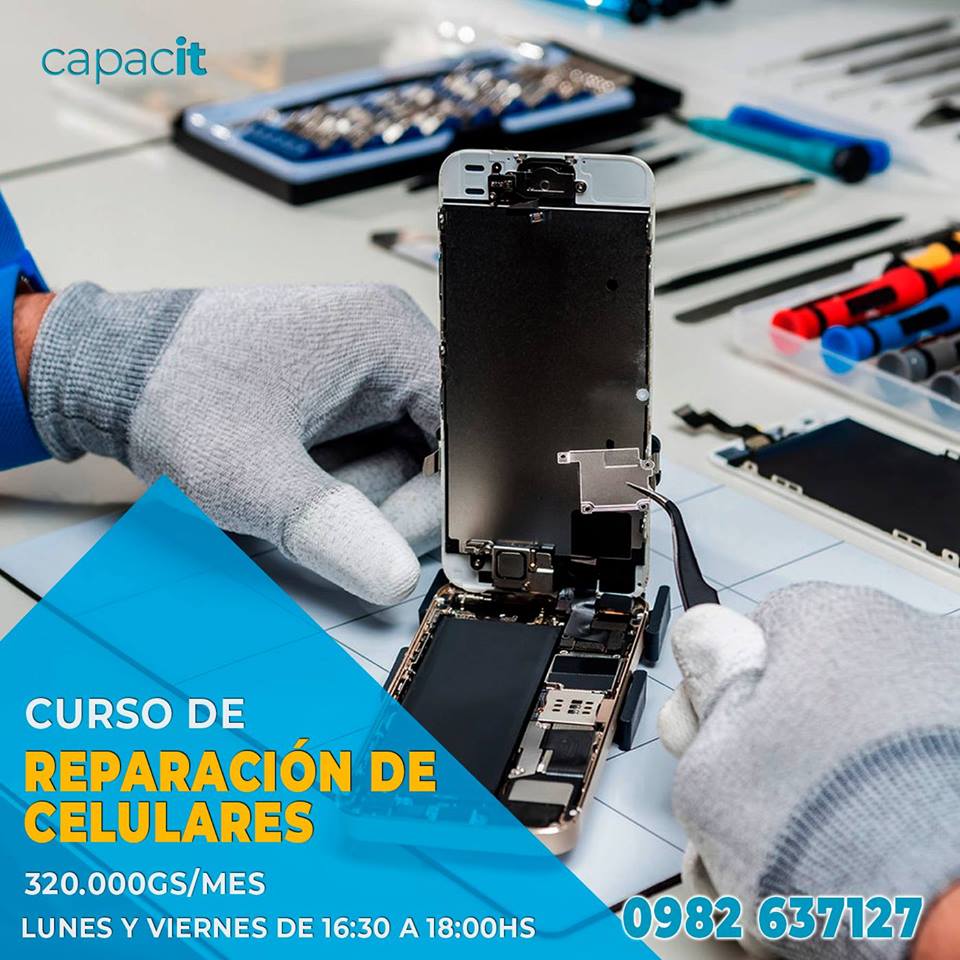 capacit
CURSO DE
REPARACIÓN DE
CELULARES
320.000GS/MES
LUNES Y VIERNES DE 16:30 A 18:00HS
0982 637127